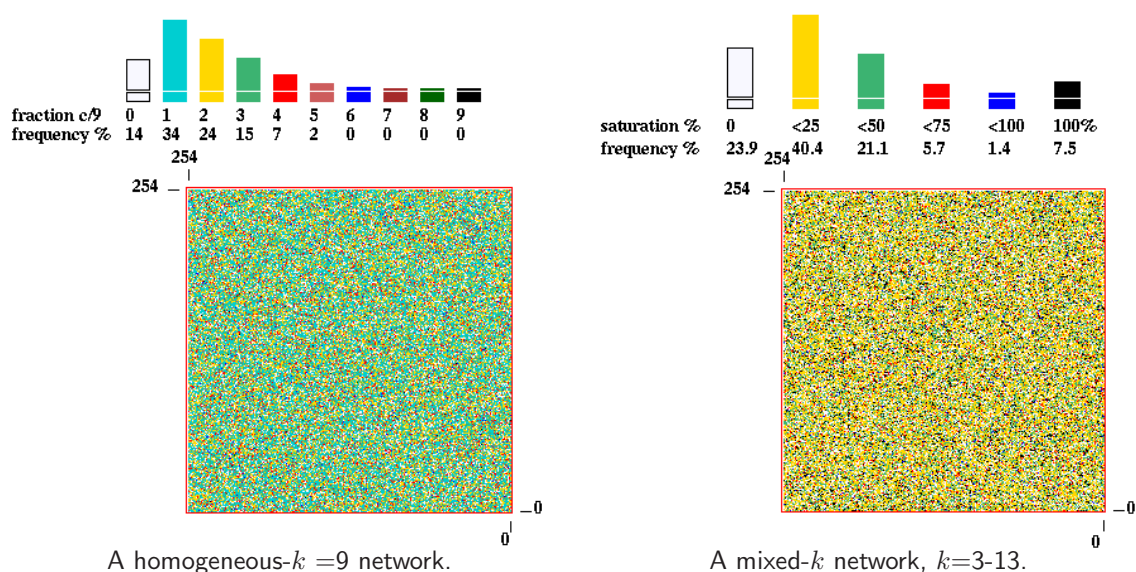 fraction c/9 0 1 2 3 4 5 6 7 8 9
frequency % 14 34 24 15 7 2 0 0 0 0
254
254
0
0
A homogeneous-k =9 network.
saturation % 0 <25 <50 <75 <100 100%
frequency % 23.9 40.4 21.1 5.7 1.4 7.5
254
254
0
0
A mixed-k network, k=3-13.